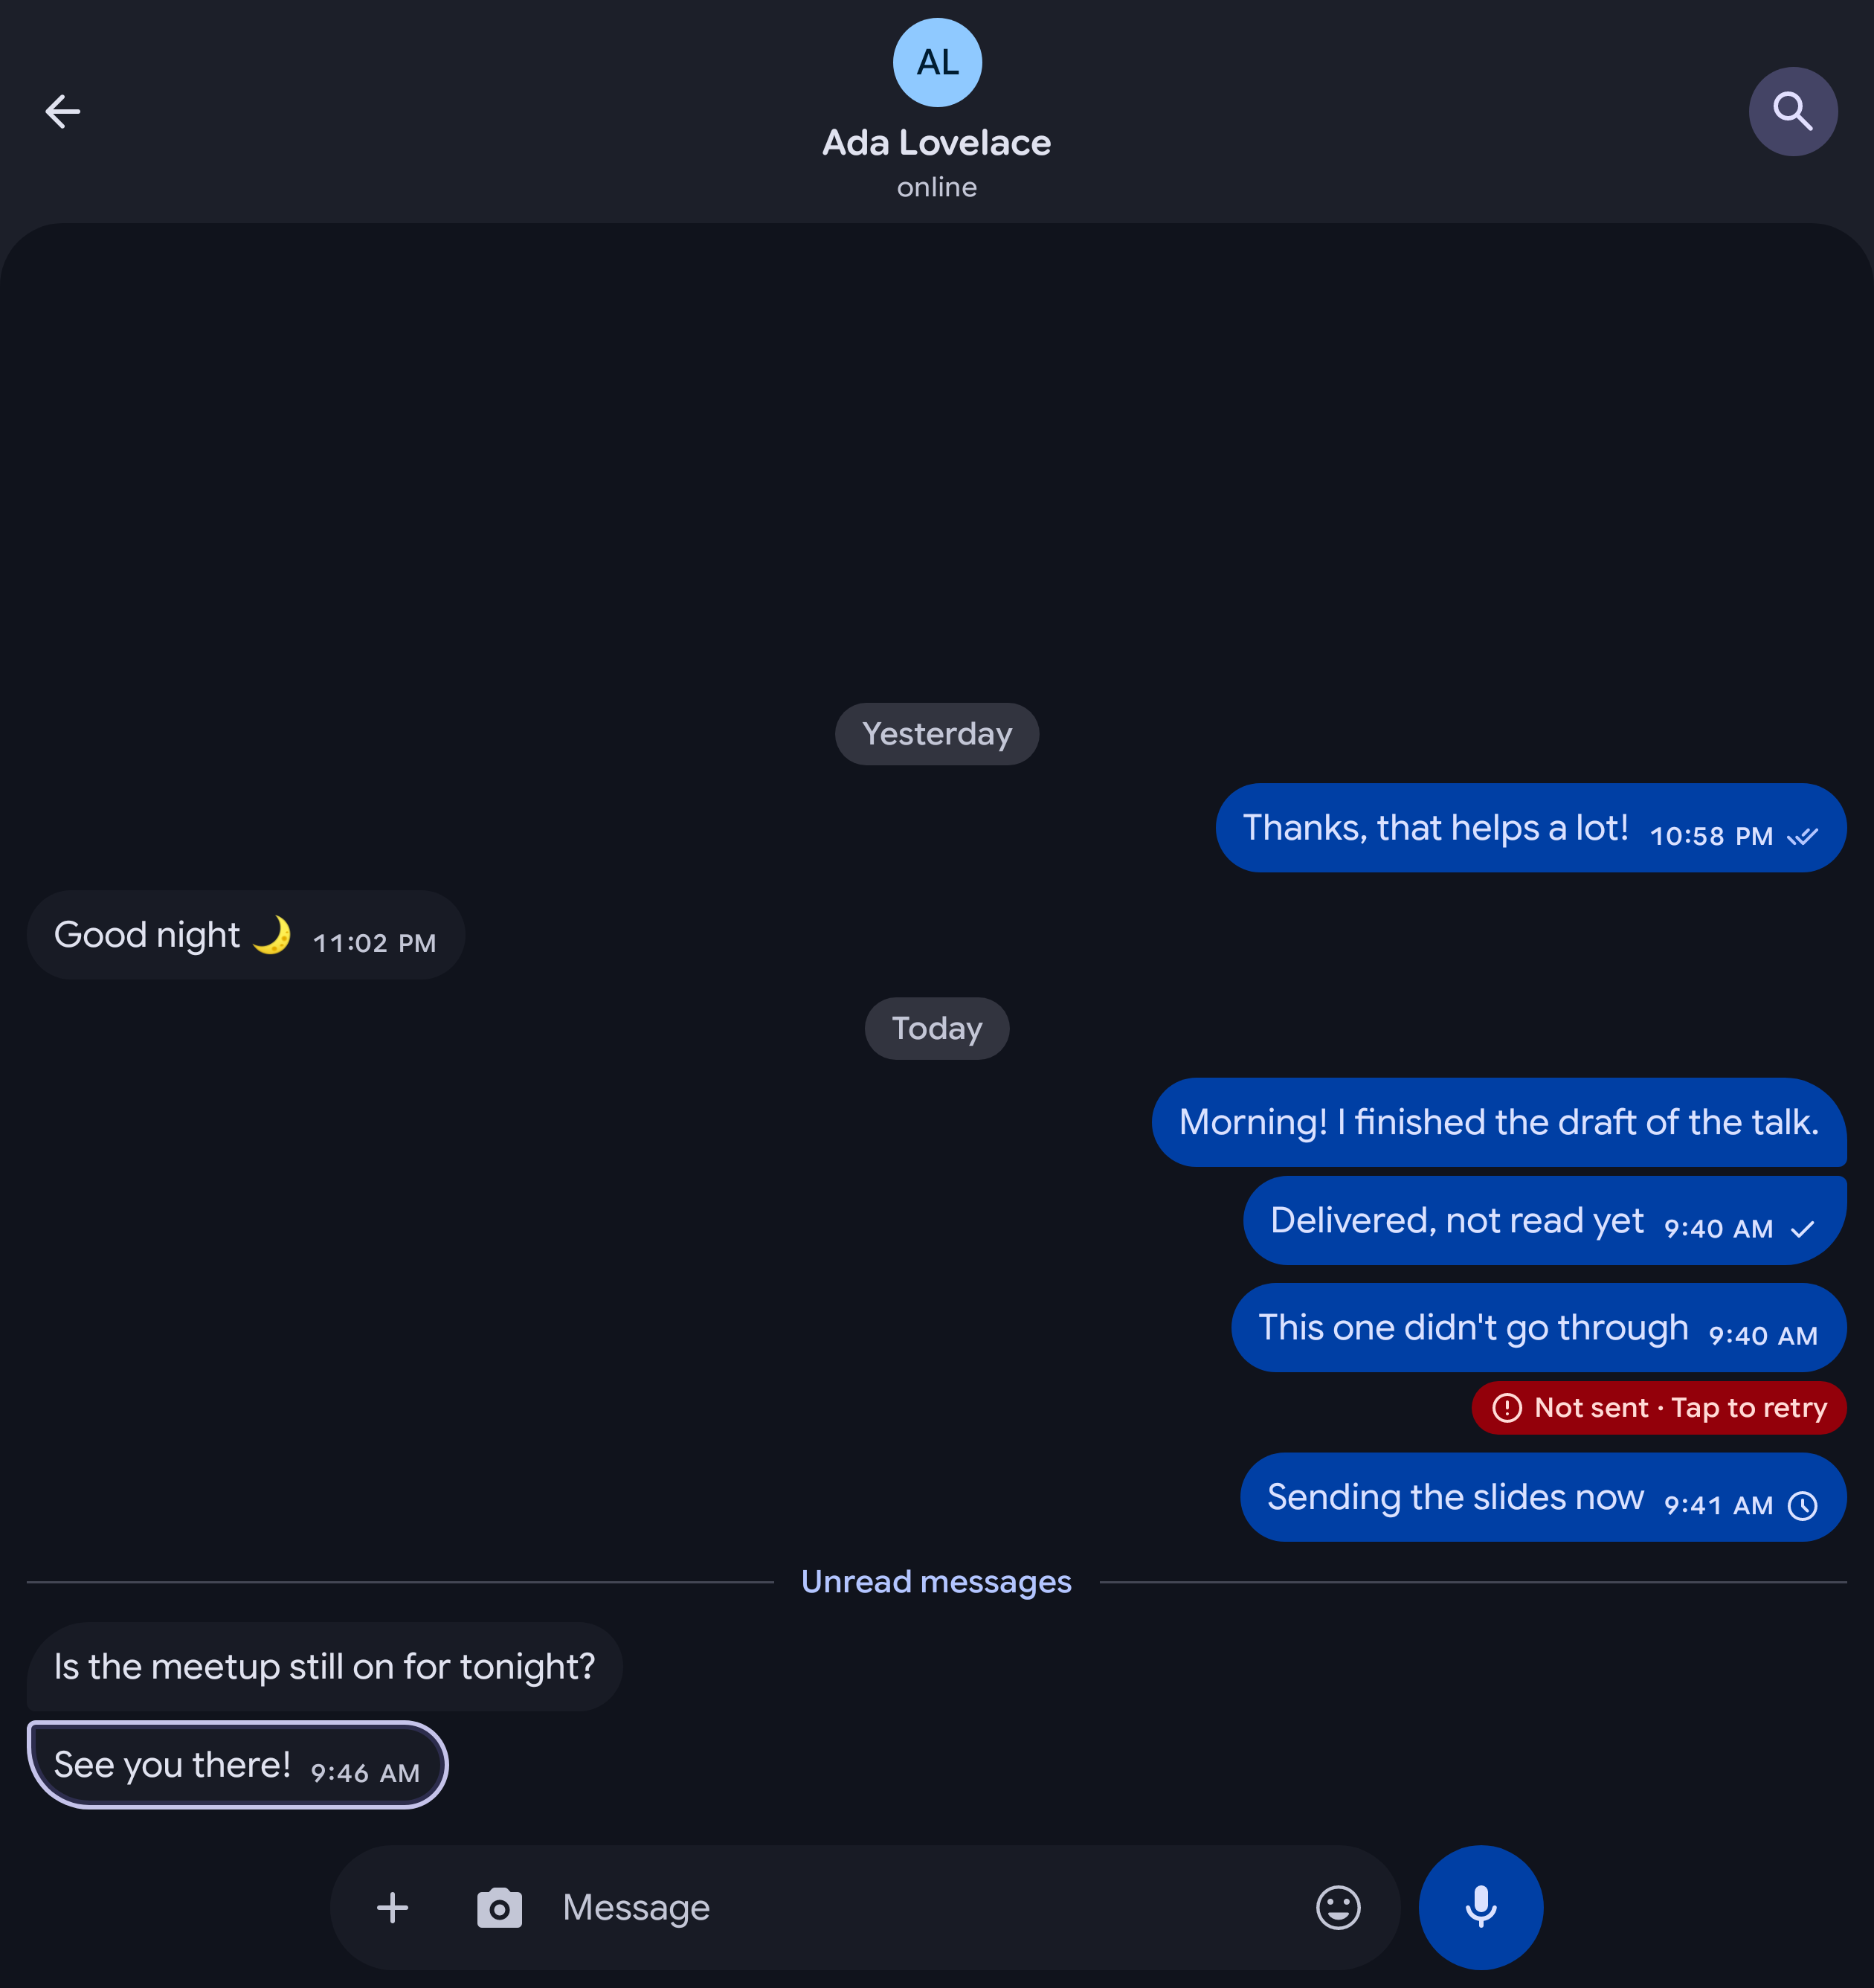 AL
Ada Lovelace
online
Yesterday
Thanks, that helps a lot! 10:58 PM
Good night 🌙 11:02 PM
Today
Morning! I finished the draft of the talk.
Delivered, not read yet 9:40 AM
This one didn't go through 9:40 AM
Not sent · Tap to retry
Sending the slides now 9:41 AM
Unread messages
Is the meetup still on for tonight?
See you there! 9:46 AM
Message